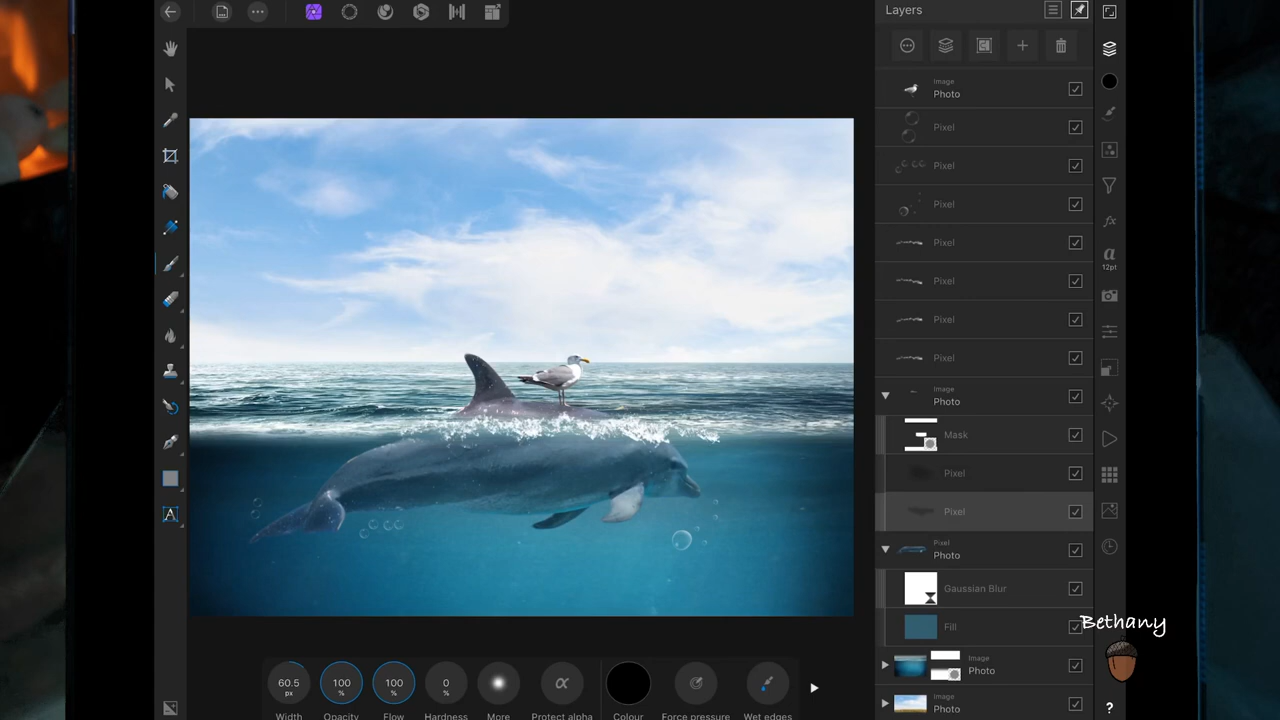 Layers
Image
Photo
Pixel
Pixel
Pixel
Pixel
Pixel
Pixel
Pixel
Image
Photo
Mask
Pixel
Pixel
Pixel
Photo
Gaussian Blur
Fill
Image
Photo
Image
Photo
fx
a
12pt
A
?
Bethany
60.5
px
Width
100
%
Opacity
100
%
Flow
0
%
Hardness
More
α
Protect alpha
Colour
Force pressure
Wet edges